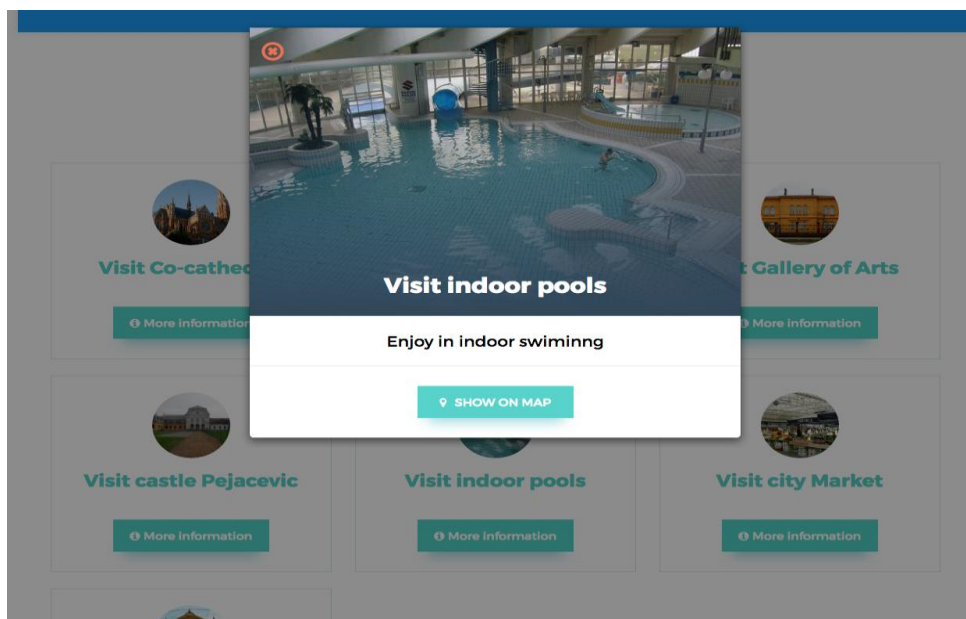 Visit indoor pools
Enjoy in indoor swiminng
SHOW ON MAP
Visit Co-cathed
More information
t Gallery of Arts
More information
Visit castle Pejacevic
More information
Visit indoor pools
More information
Visit city Market
More information